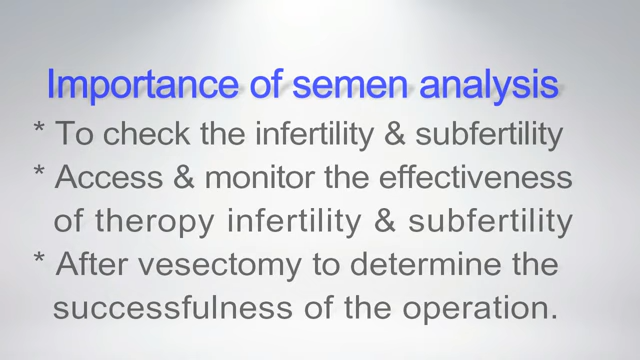 Importance of semen analysis
* To check the infertility & subfertility
* Access & monitor the effectiveness
of theropy infertility & subfertility
* After vesectomy to determine the
successfulness of the operation.